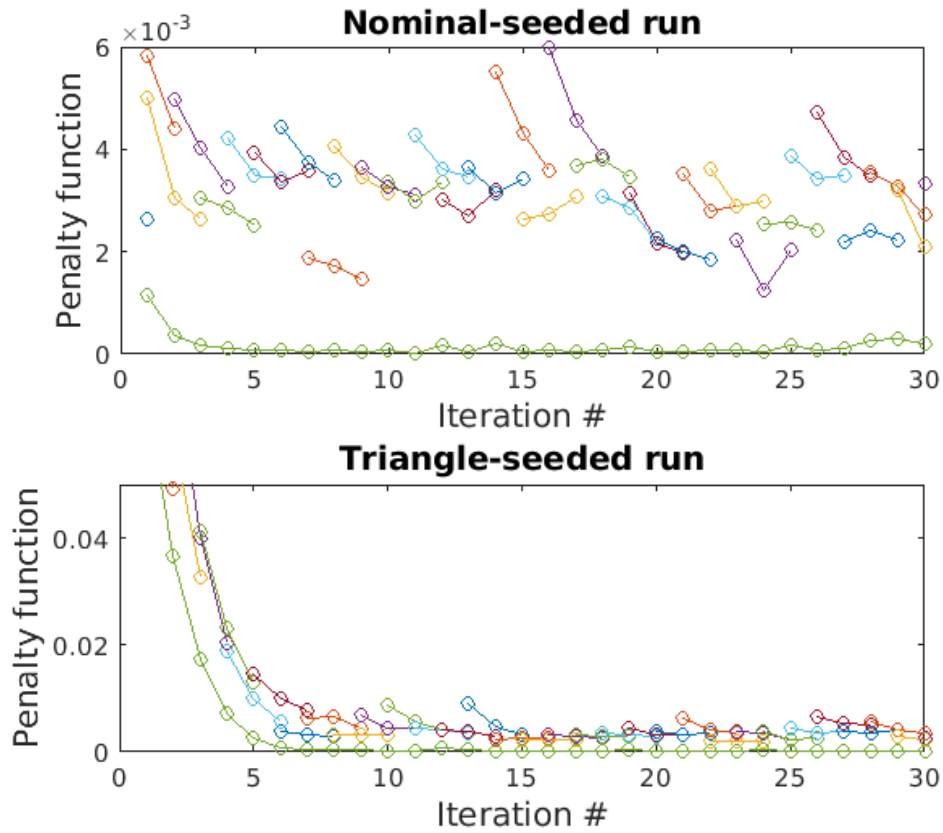 Nominal-seeded run
×10⁻³
6
4
2
0
Penalty function
0 5 10 15 20 25 30
Iteration #
Triangle-seeded run
0.04
0.02
0
Penalty function
0 5 10 15 20 25 30
Iteration #